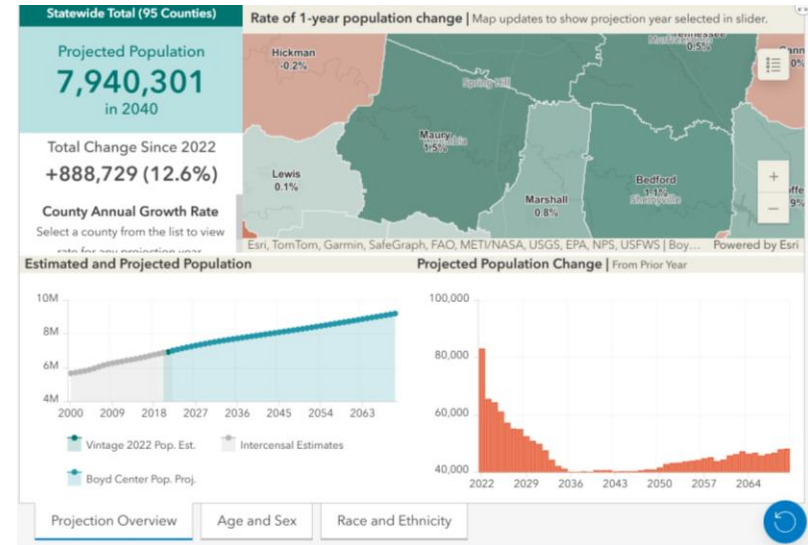 Statewide Total (95 Counties)
Projected Population
7,940,301
in 2040
Total Change Since 2022
+888,729 (12.6%)
County Annual Growth Rate
Select a county from the list to view
rate for any projection year
Rate of 1-year population change | Map updates to show projection year selected in slider.
Hickman
-0.2%
Spring Hill
Tennessee
0.5%
0%
Maury
1.5%
Lewis
0.1%
Marshall
0.8%
Bedford
1.1%
Shelbyville
+
−
Esri, TomTom, Garmin, SafeGraph, FAO, METI/NASA, USGS, EPA, NPS, USFWS | Boy... Powered by Esri
Estimated and Projected Population
10M
8M
6M
4M
2000 2009 2018 2027 2036 2045 2054 2063
Vintage 2022 Pop. Est. Intercensal Estimates
Boyd Center Pop. Proj.
Projected Population Change | From Prior Year
100,000
80,000
60,000
40,000
2022 2029 2036 2043 2050 2057 2064
Projection Overview Age and Sex Race and Ethnicity